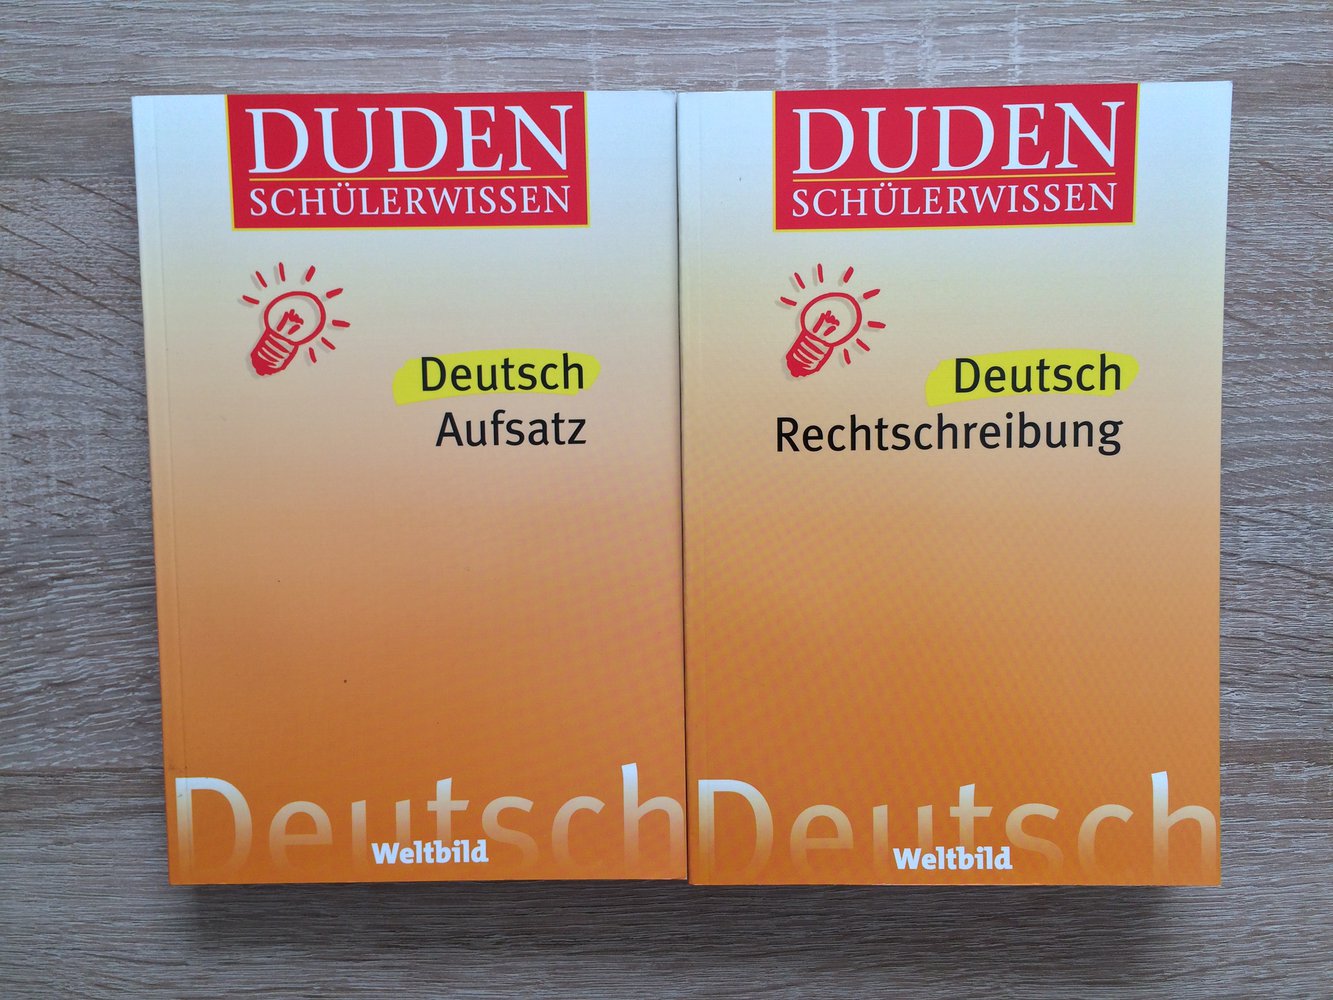 DUDEN
SCHÜLERWISSEN
Deutsch
Aufsatz
Deutsch
Weltbild
DUDEN
SCHÜLERWISSEN
Deutsch
Rechtschreibung
Deutsch
Weltbild